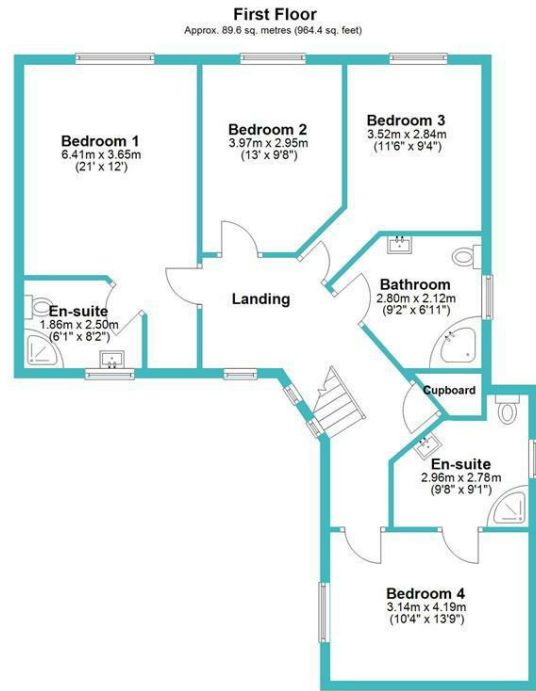 First Floor
Approx. 89.6 sq. metres (964.4 sq. feet)
Bedroom 1
6.41m x 3.65m
(21' x 12')
Bedroom 2
3.97m x 2.95m
(13' x 9'8")
Bedroom 3
3.52m x 2.84m
(11'6" x 9'4")
En-suite
1.86m x 2.50m
(6'1" x 8'2")
Landing
Bathroom
2.80m x 2.12m
(9'2" x 6'11")
Cupboard
En-suite
2.96m x 2.78m
(9'8" x 9'1")
Bedroom 4
3.14m x 4.19m
(10'4" x 13'9")